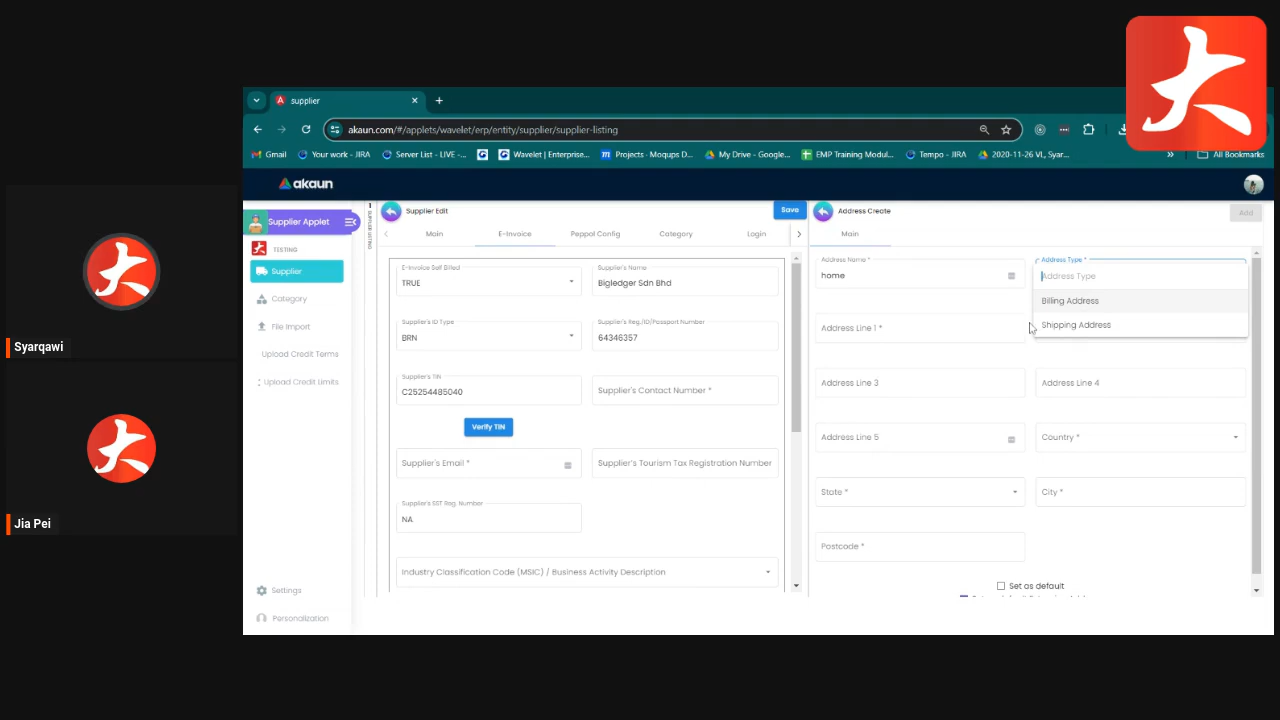 supplier
akaun.com/#/applets/wavelet/erp/entity/supplier/supplier-listing
Gmail
Your work - JIRA
Server List - LIVE -...
Wavelet | Enterprise...
Projects · Moqups D...
My Drive - Google...
EMP Training Modul...
Tempo - JIRA
2020-11-26 VL, Syar...
»
All Bookmarks
akaun
Supplier Applet
TESTING
Supplier
Category
File Import
Upload Credit Terms
Upload Credit Limits
Settings
Personalization
1 SUPPLIER LISTING
Supplier Edit
Save
Main
E-Invoice
Peppol Config
Category
Login
E-Invoice Self Billed
TRUE
Supplier's Name
Bigledger Sdn Bhd
Supplier's ID Type
BRN
Supplier's Reg./ID/Passport Number
64346357
Supplier's TIN
C25254485040
Supplier's Contact Number *
Verify TIN
Supplier's Email *
Supplier's Tourism Tax Registration Number
Supplier's SST Reg. Number
NA
Industry Classification Code (MSIC) / Business Activity Description
Address Create
Add
Main
Address Name *
home
Address Type *
Address Type
Billing Address
Shipping Address
Address Line 1 *
Address Line 3
Address Line 4
Address Line 5
Country *
State *
City *
Postcode *
Set as default
Syarqawi
Jia Pei
大